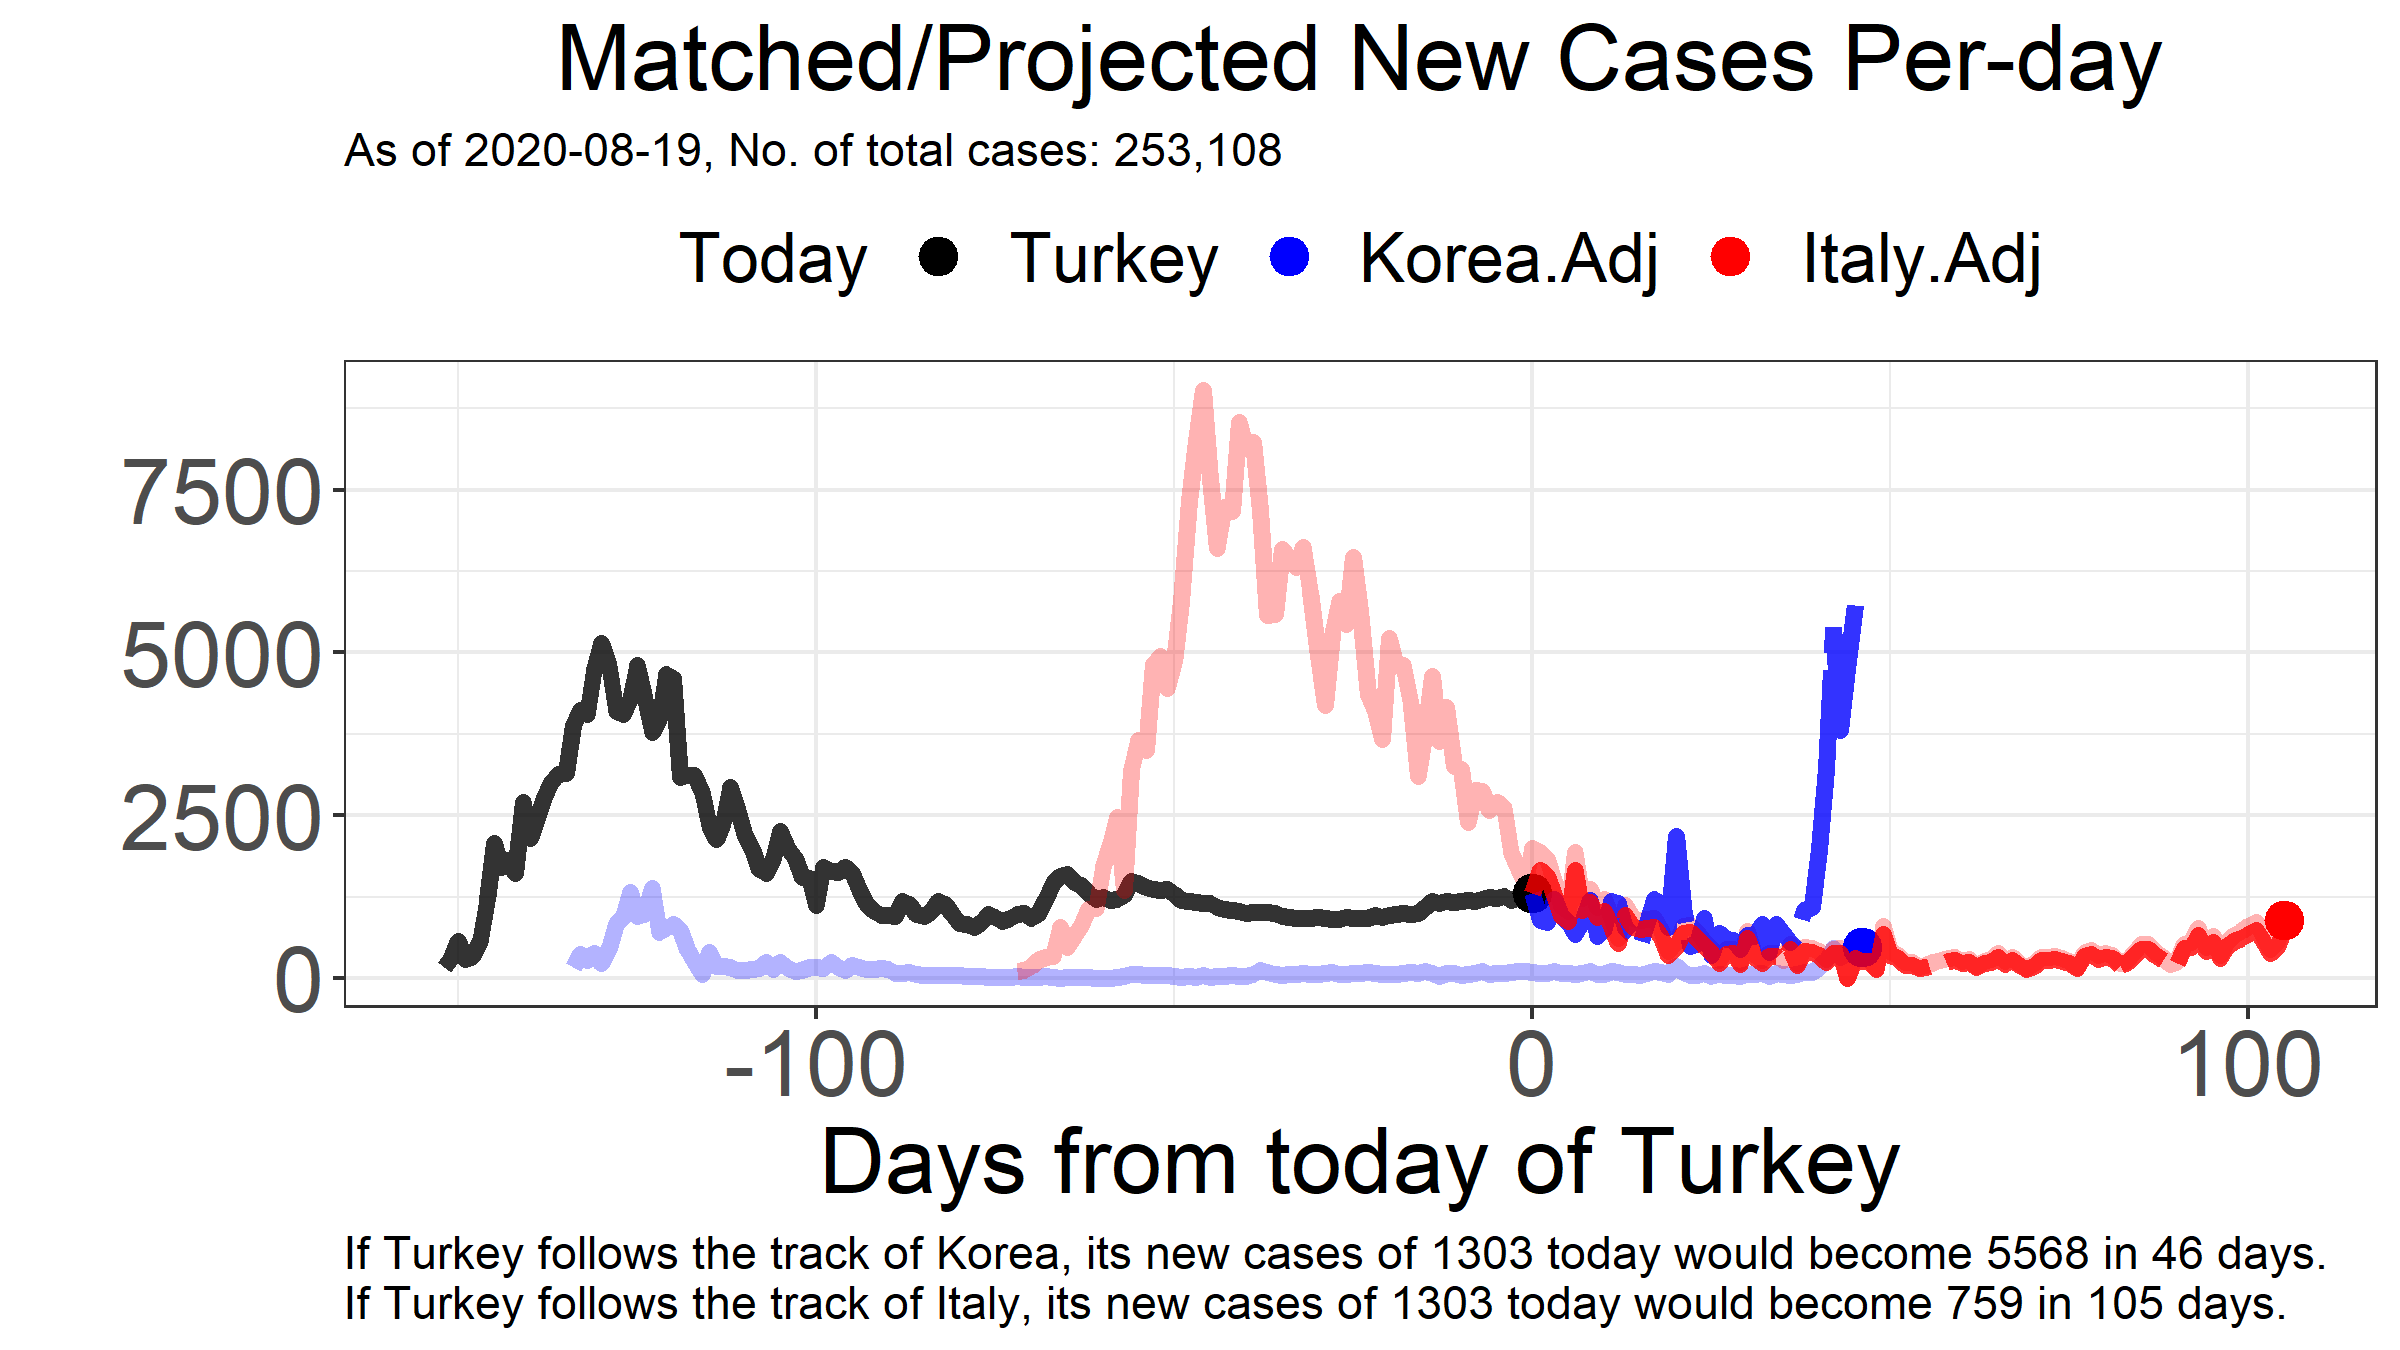 Matched/Projected New Cases Per-day
As of 2020-08-19, No. of total cases: 253,108
Today Turkey Korea.Adj Italy.Adj
7500
5000
2500
0
-100 0 100
Days from today of Turkey
If Turkey follows the track of Korea, its new cases of 1303 today would become 5568 in 46 days.
If Turkey follows the track of Italy, its new cases of 1303 today would become 759 in 105 days.